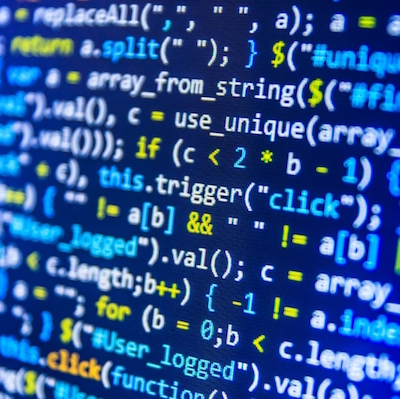 = replaceAll(",", " ", a); a = a
return a.split(" "); } $("#uniqu
var a = array_from_string($("#fi
").val(), c = use_unique(array_
").val())); if (c < 2 * b - 1) {
" + c), this.trigger("click");
++) { "" != a[b] && " " != a[b]
"#User_logged").val(); c = array_
b < c.length;b++) { -1 != a.inde
a = ""; for (b = 0;b < c.length
"; } $("#User_logged").val(a);
this.click(function(